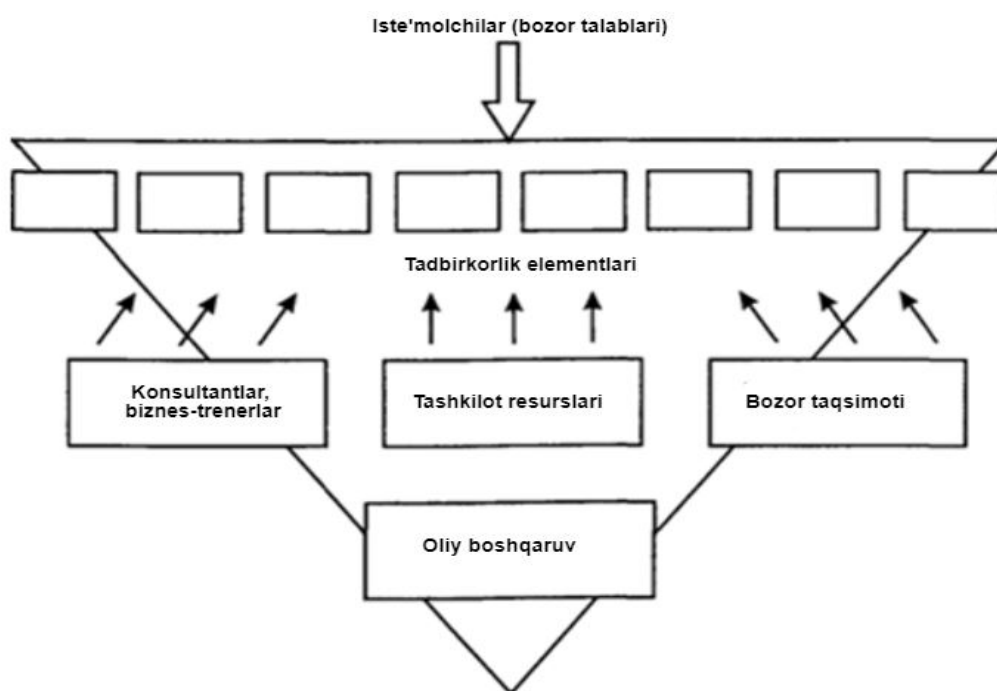 Iste'molchilar (bozor talablari)
Tadbirkorlik elementlari
Konsultantlar,
biznes-trenerlar
Tashkilot resurslari
Bozor taqsimoti
Oliy boshqaruv